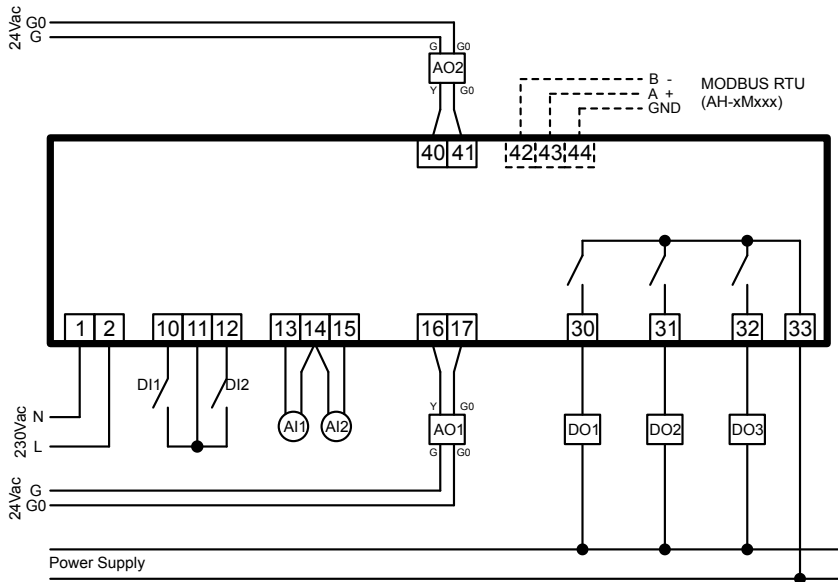 24Vac G0
G
G G0
AO2
Y G0
B -
A +
GND
MODBUS RTU
(AH-xMxxx)
40 41 42 43 44
1 2 10 11 12 13 14 15 16 17 30 31 32 33
DI1 DI2
Y G0
230Vac N
L
AI1 AI2 AO1 DO1 DO2 DO3
G G0
24Vac G
G0
Power Supply